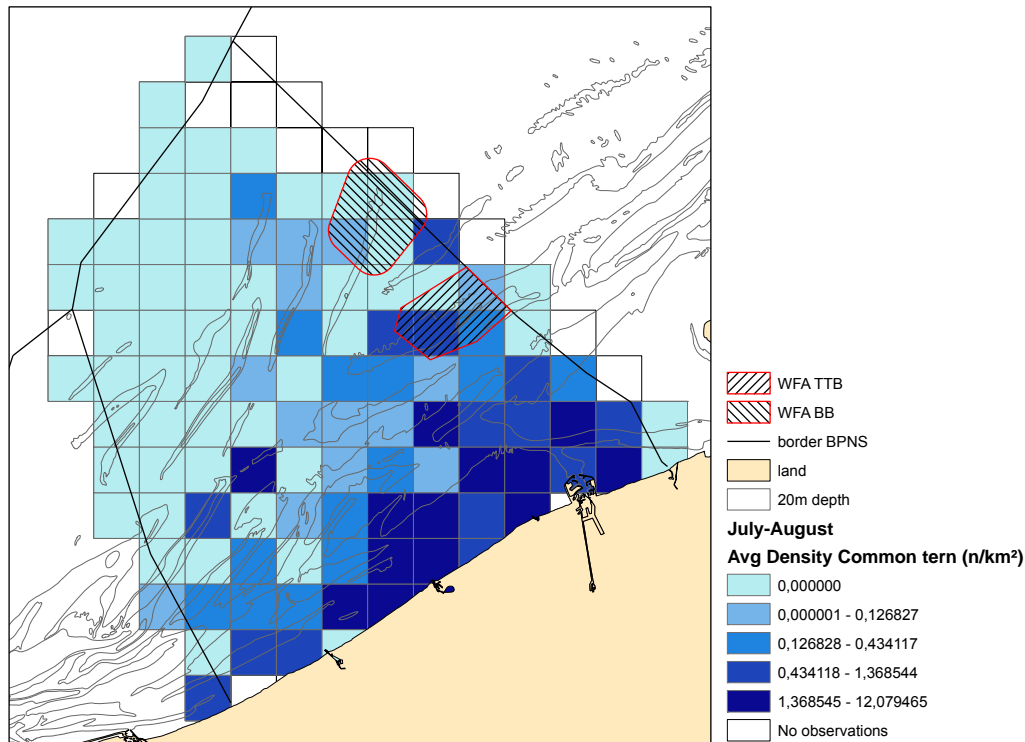 WFA TTB
WFA BB
border BPNS
land
20m depth
July-August
Avg Density Common tern (n/km²)
0,000000
0,000001 - 0,126827
0,126828 - 0,434117
0,434118 - 1,368544
1,368545 - 12,079465
No observations